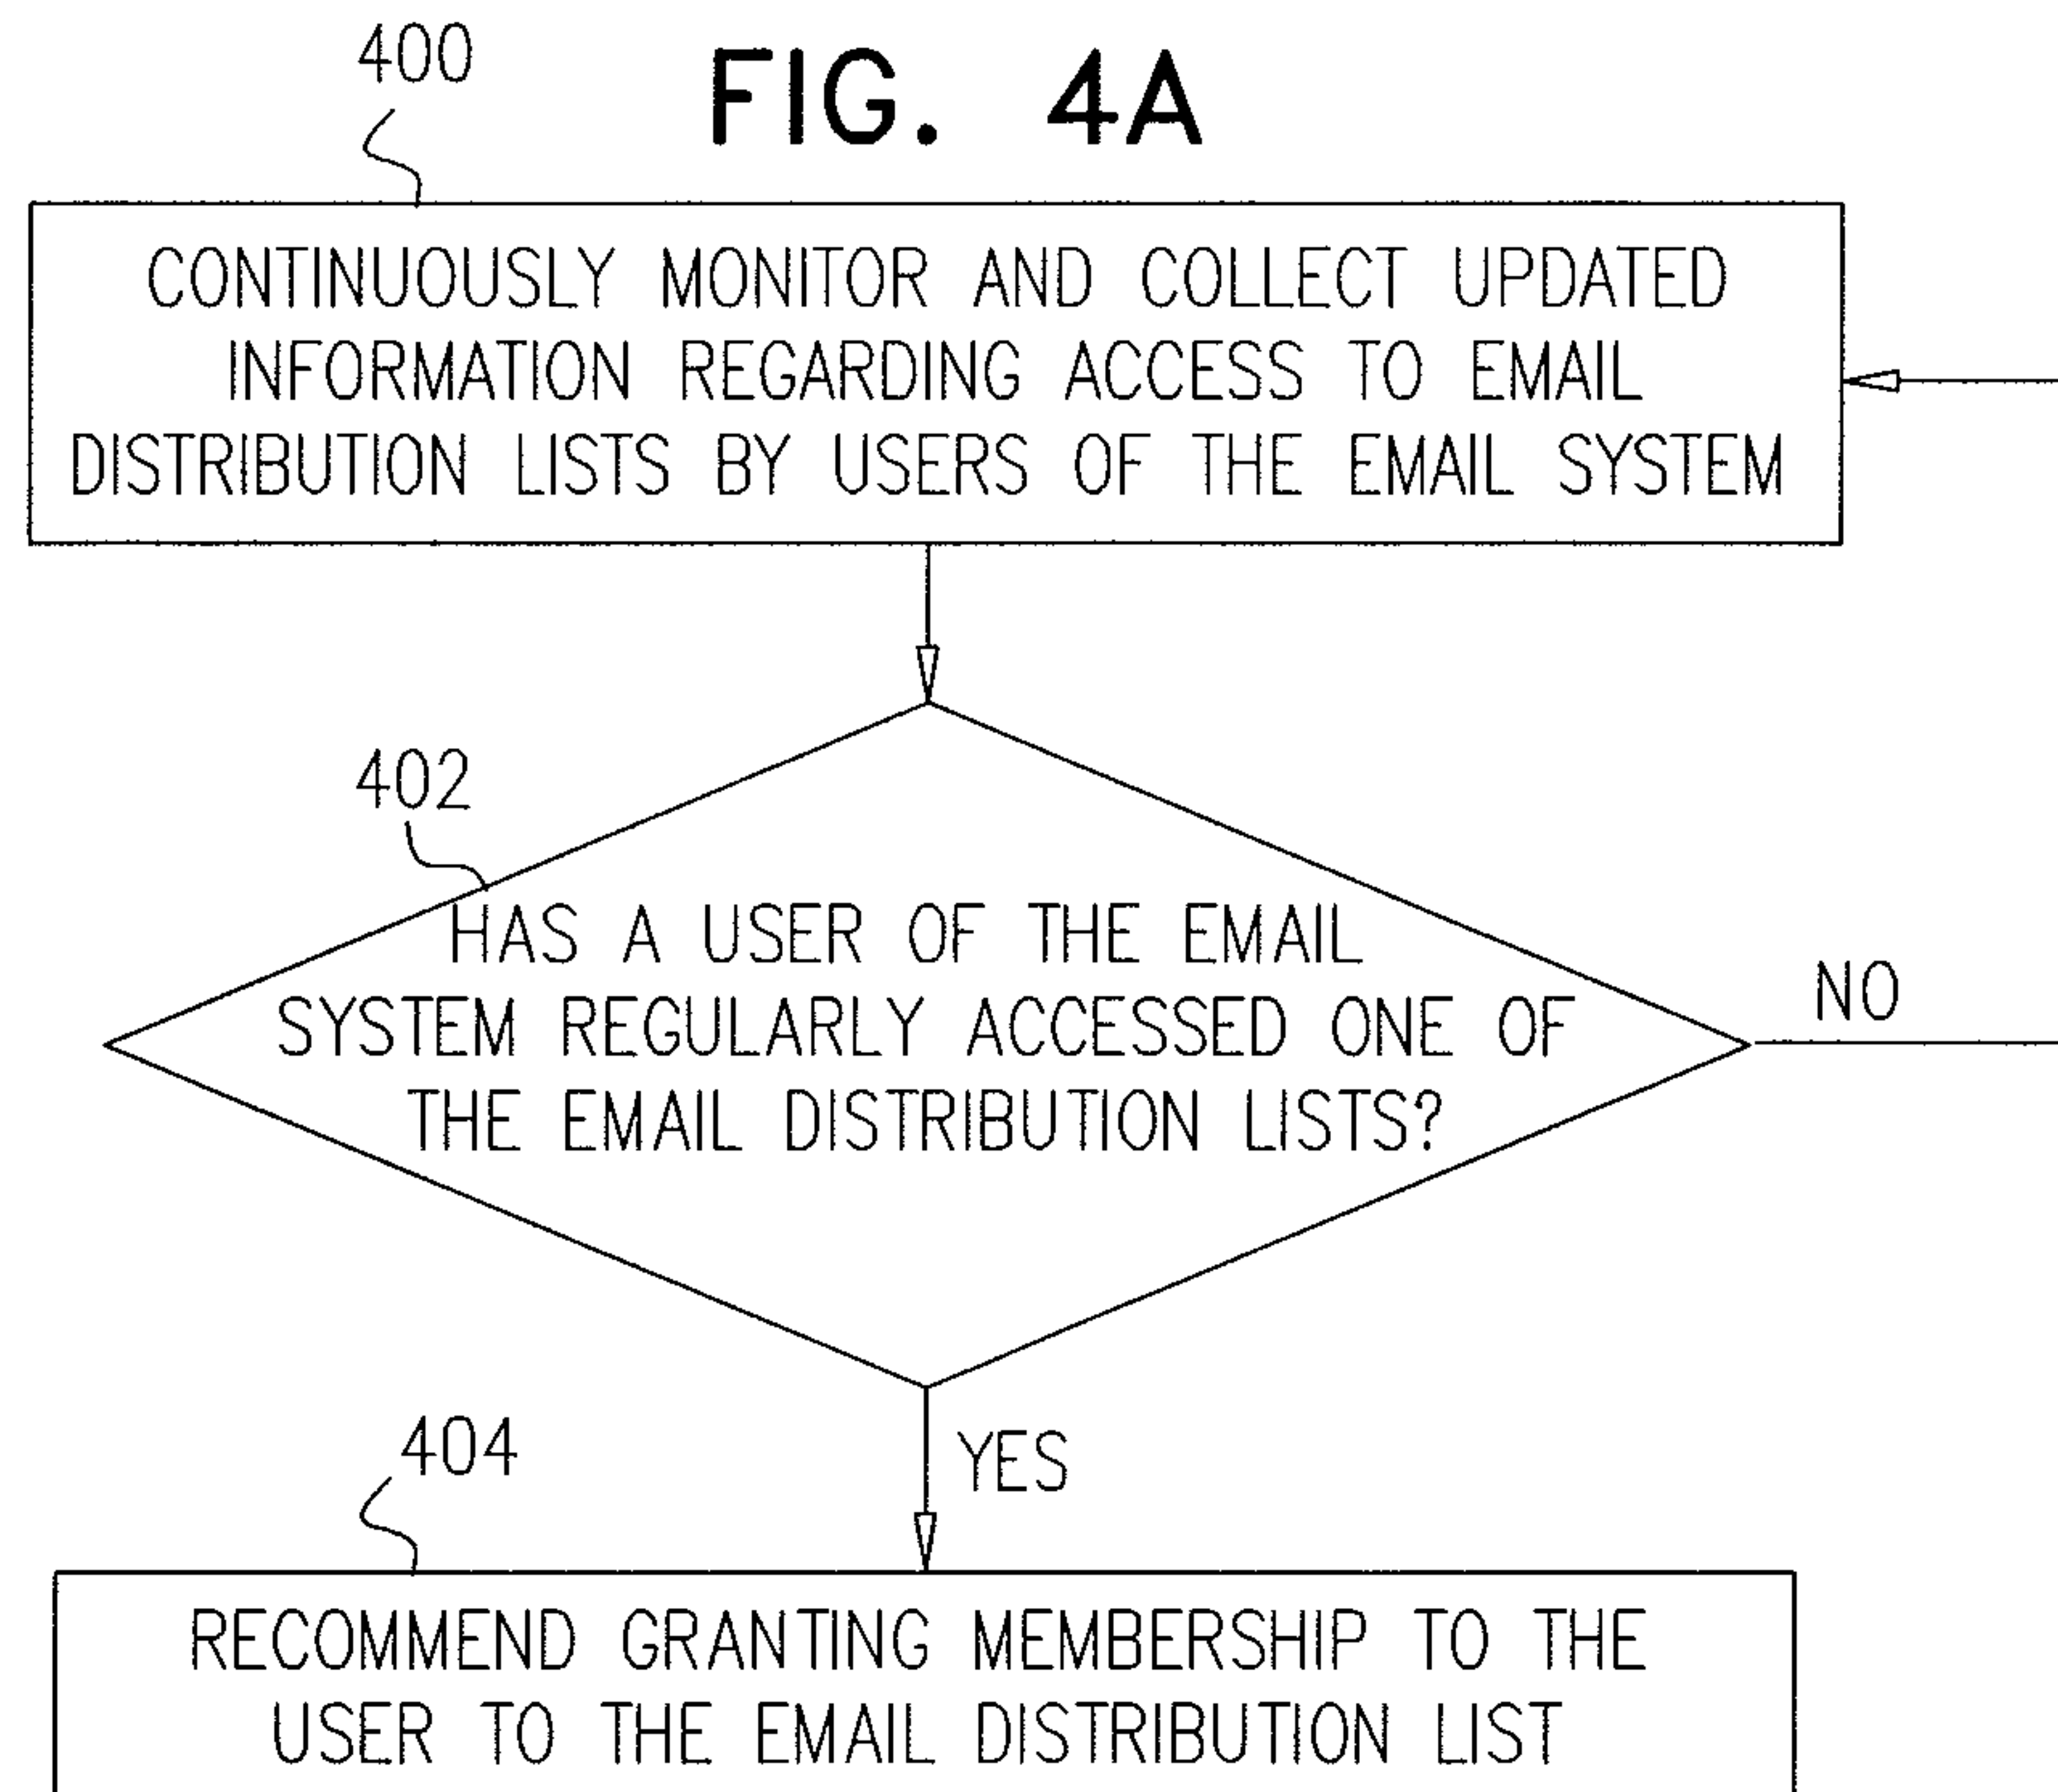 400
FIG. 4A
CONTINUOUSLY MONITOR AND COLLECT UPDATED
INFORMATION REGARDING ACCESS TO EMAIL
DISTRIBUTION LISTS BY USERS OF THE EMAIL SYSTEM
402
HAS A USER OF THE EMAIL
SYSTEM REGULARLY ACCESSED ONE OF
THE EMAIL DISTRIBUTION LISTS?
NO
404
YES
RECOMMEND GRANTING MEMBERSHIP TO THE
USER TO THE EMAIL DISTRIBUTION LIST